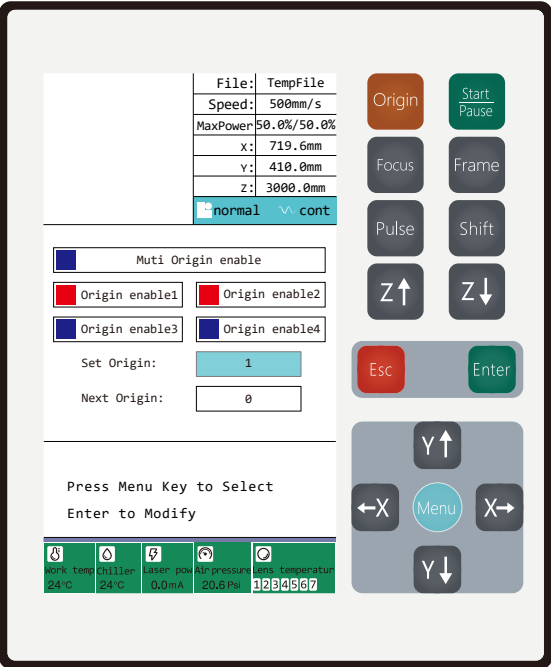 File: TempFile
Speed: 500mm/s
MaxPower 50.0%/50.0%
X: 719.6mm
Y: 410.0mm
Z: 3000.0mm
normal cont
Muti Origin enable
Origin enable1 Origin enable2
Origin enable3 Origin enable4
Set Origin: 1
Next Origin: 0
Press Menu Key to Select
Enter to Modify
Work temp Chiller Laser pow Air pressure Lens temperatur
24°C 24°C 0.0mA 20.6Psi 1234567
Origin Start
Pause
Focus Frame
Pulse Shift
Z↑ Z↓
Esc Enter
Y↑
←X Menu X→
Y↓